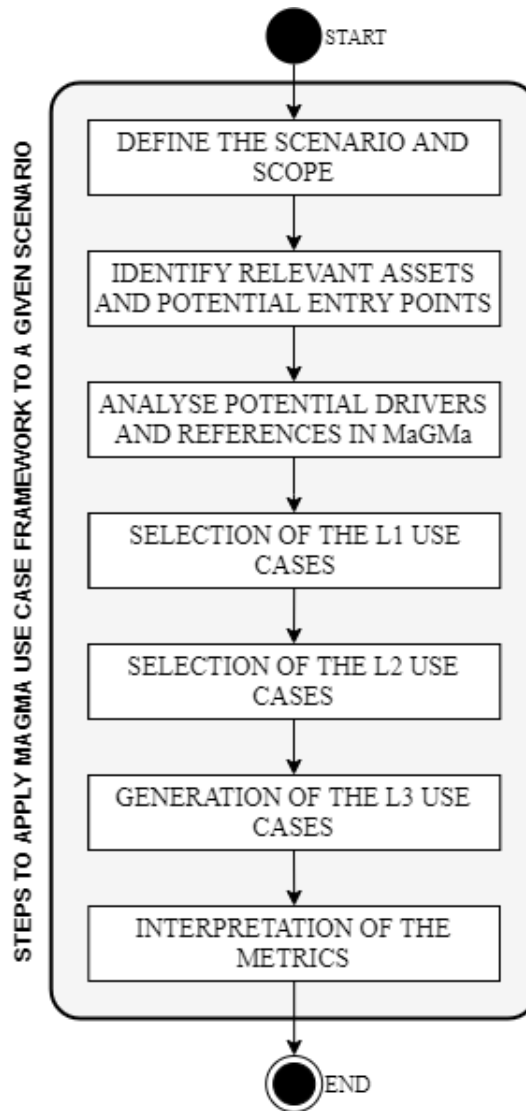 START
STEPS TO APPLY MAGMA USE CASE FRAMEWORK TO A GIVEN SCENARIO
DEFINE THE SCENARIO AND
SCOPE
IDENTIFY RELEVANT ASSETS
AND POTENTIAL ENTRY POINTS
ANALYSE POTENTIAL DRIVERS
AND REFERENCES IN MaGMa
SELECTION OF THE L1 USE
CASES
SELECTION OF THE L2 USE
CASES
GENERATION OF THE L3 USE
CASES
INTERPRETATION OF THE
METRICS
END